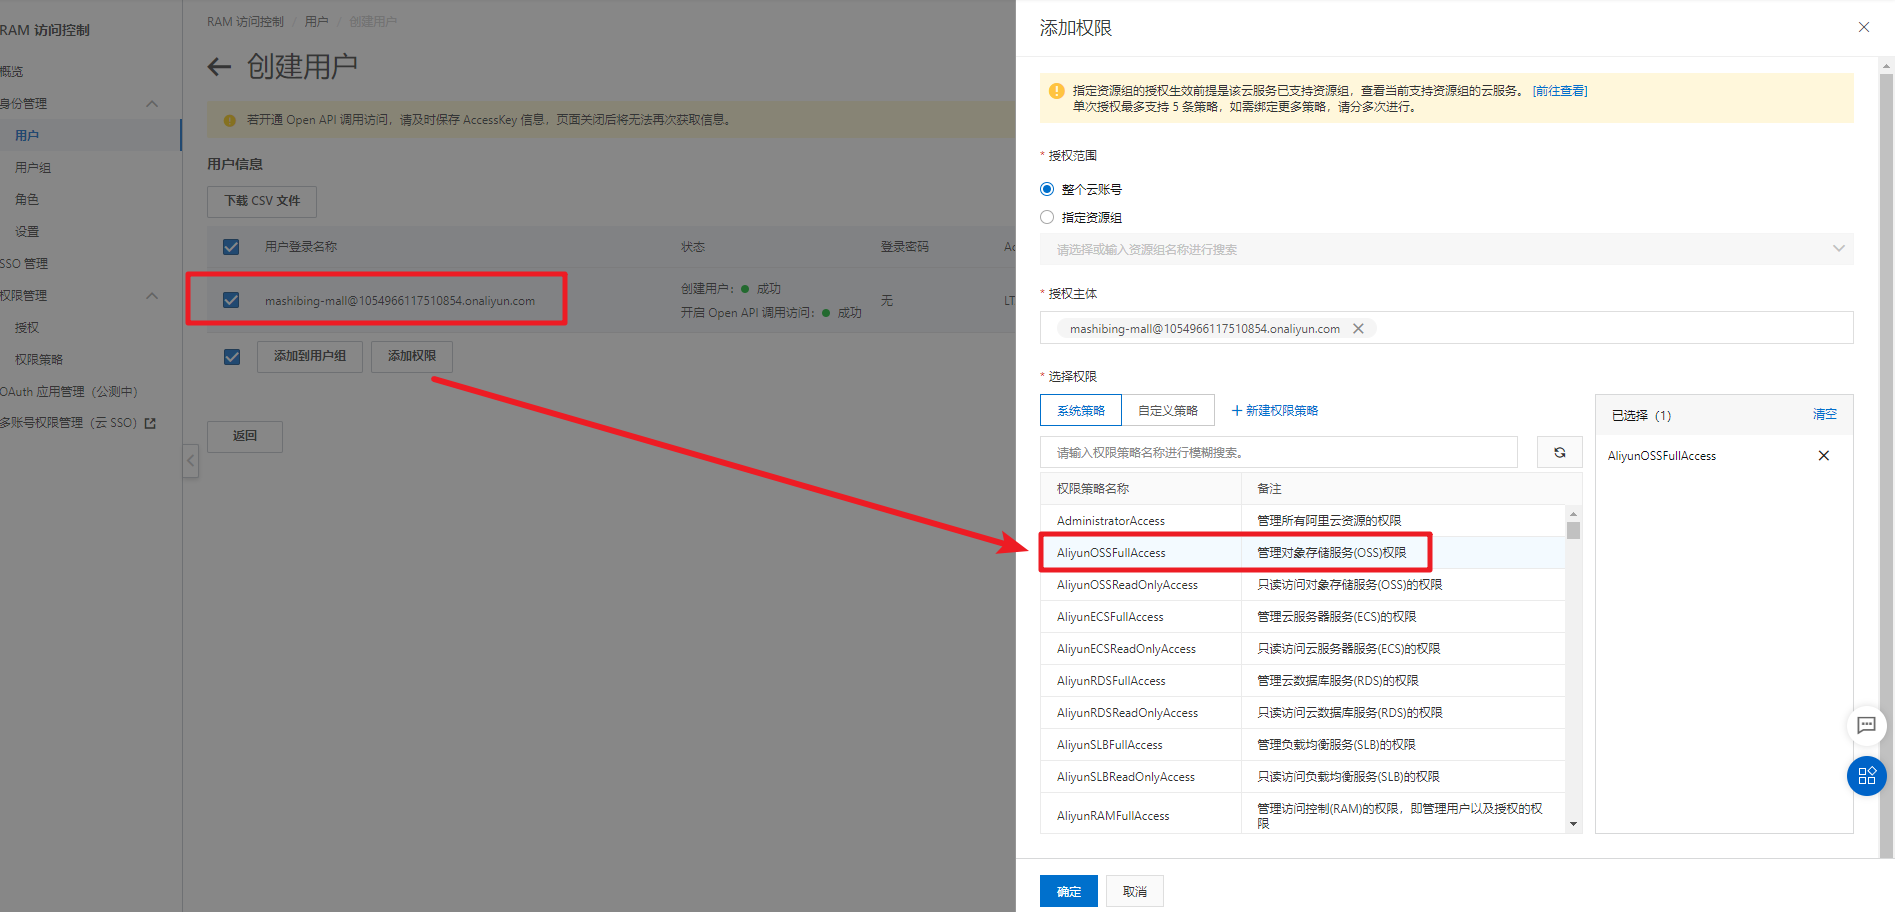 RAM 访问控制
概览
身份管理
用户
用户组
角色
设置
SSO 管理
权限管理
授权
权限策略
OAuth 应用管理（公测中）
多账号权限管理（云 SSO）
RAM 访问控制 / 用户 / 创建用户
创建用户
若开通 Open API 调用访问，请及时保存 AccessKey 信息，页面关闭后将无法再次获取信息。
用户信息
下载 CSV 文件
用户登录名称 状态 登录密码 Ac
mashibing-mall@1054966117510854.onaliyun.com 创建用户： 成功 无 LT
开启 Open API 调用访问： 成功
添加到用户组 添加权限
返回
添加权限
指定资源组的授权生效前提是该云服务已支持资源组，查看当前支持资源组的云服务。 [前往查看]
单次授权最多支持 5 条策略，如需绑定更多策略，请分多次进行。
* 授权范围
整个云账号
指定资源组
请选择或输入资源组名称进行搜索
* 授权主体
mashibing-mall@1054966117510854.onaliyun.com
* 选择权限
系统策略 自定义策略 + 新建权限策略
请输入权限策略名称进行模糊搜索。
权限策略名称 备注
AdministratorAccess 管理所有阿里云资源的权限
AliyunOSSFullAccess 管理对象存储服务(OSS)权限
AliyunOSSReadOnlyAccess 只读访问对象存储服务(OSS)的权限
AliyunECSFullAccess 管理云服务器服务(ECS)的权限
AliyunECSReadOnlyAccess 只读访问云服务器服务(ECS)的权限
AliyunRDSFullAccess 管理云数据库服务(RDS)的权限
AliyunRDSReadOnlyAccess 只读访问云数据库服务(RDS)的权限
AliyunSLBFullAccess 管理负载均衡服务(SLB)的权限
AliyunSLBReadOnlyAccess 只读访问负载均衡服务(SLB)的权限
AliyunRAMFullAccess 管理访问控制(RAM)的权限，即管理用户以及授权的权
限
已选择（1） 清空
AliyunOSSFullAccess
确定 取消